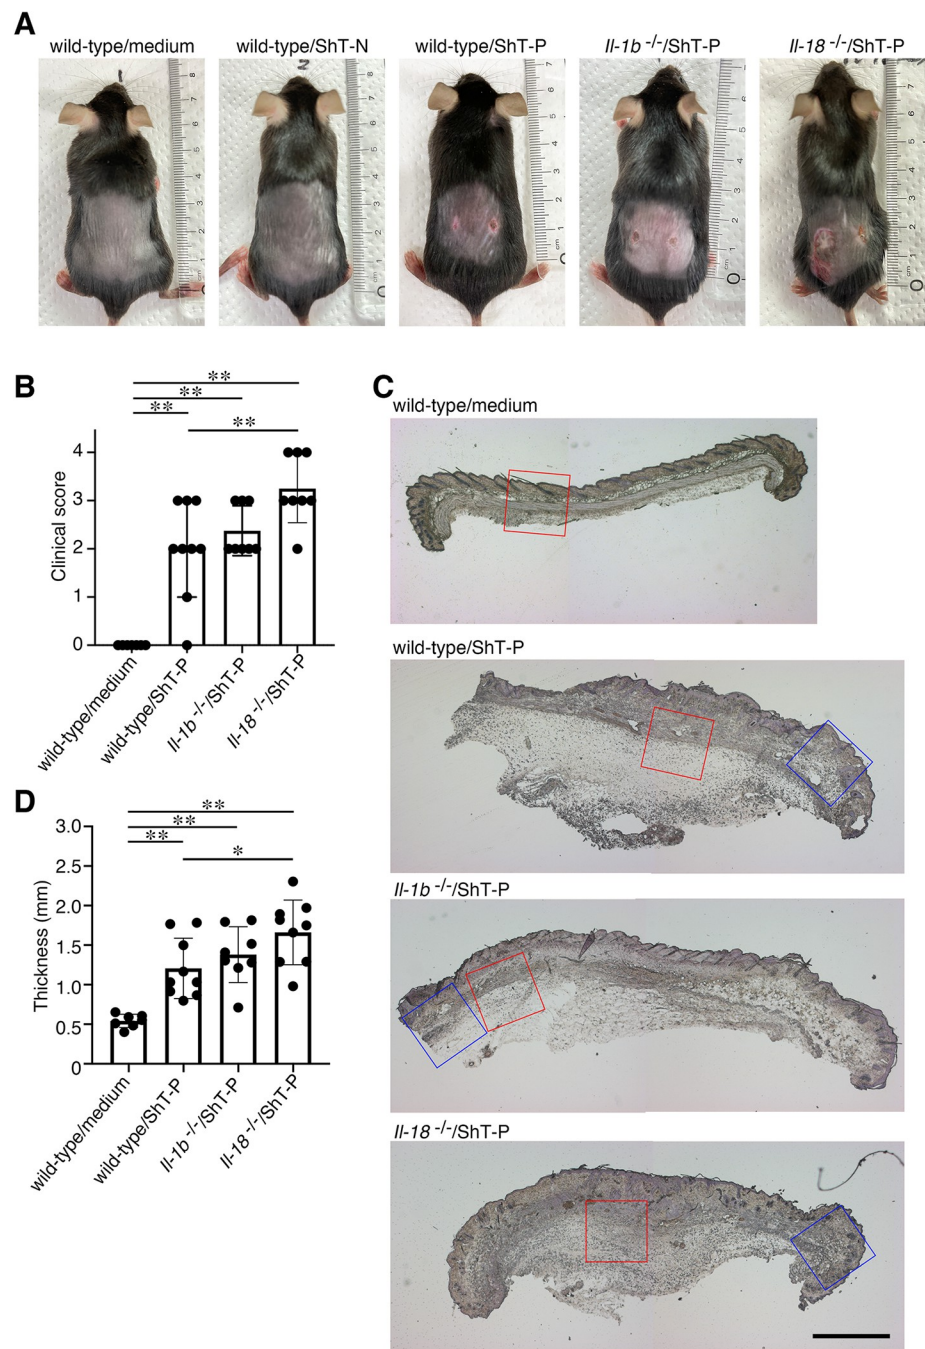 A
wild-type/medium
wild-type/ShT-N
wild-type/ShT-P
Il-1b -/-/ShT-P
Il-18 -/-/ShT-P
B
**
**
**
**
Clinical score
4
3
2
1
0
wild-type/medium
wild-type/ShT-P
Il-1b -/-/ShT-P
Il-18 -/-/ShT-P
C
wild-type/medium
wild-type/ShT-P
Il-1b -/-/ShT-P
Il-18 -/-/ShT-P
D
**
**
**
*
Thickness (mm)
3.0
2.5
2.0
1.5
1.0
0.5
0
wild-type/medium
wild-type/ShT-P
Il-1b -/-/ShT-P
Il-18 -/-/ShT-P